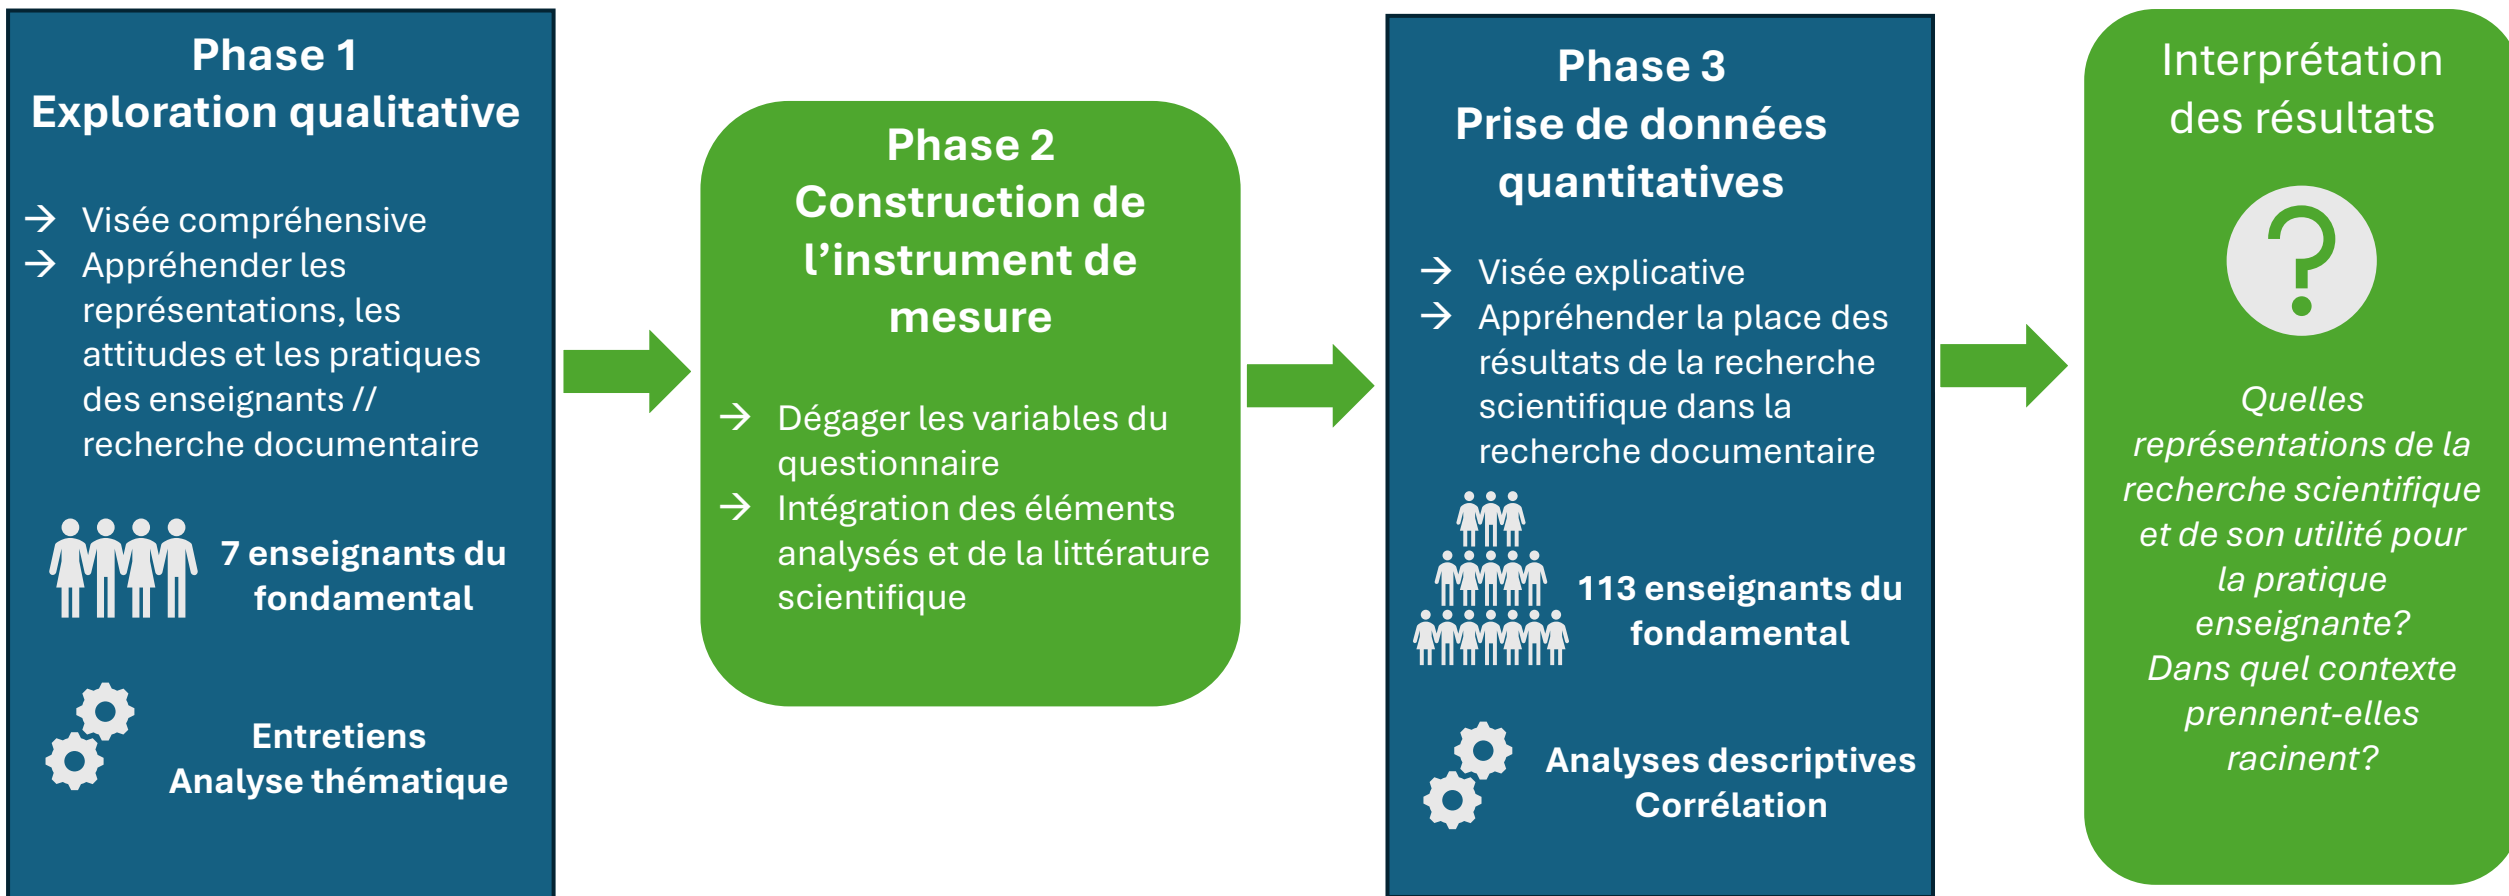 Phase 1
Exploration qualitative
→ Visée compréhensive
→ Appréhender les
représentations, les
attitudes et les pratiques
des enseignants //
recherche documentaire
7 enseignants du
fondamental
Entretiens
Analyse thématique
Phase 2
Construction de
l’instrument de
mesure
→ Dégager les variables du
questionnaire
→ Intégration des éléments
analysés et de la littérature
scientifique
Phase 3
Prise de données
quantitatives
→ Visée explicative
→ Appréhender la place des
résultats de la recherche
scientifique dans la
recherche documentaire
113 enseignants du
fondamental
Analyses descriptives
Corrélation
Interprétation
des résultats
?
Quelles
représentations de la
recherche scientifique
et de son utilité pour
la pratique
enseignante?
Dans quel contexte
prennent-elles
racinent?